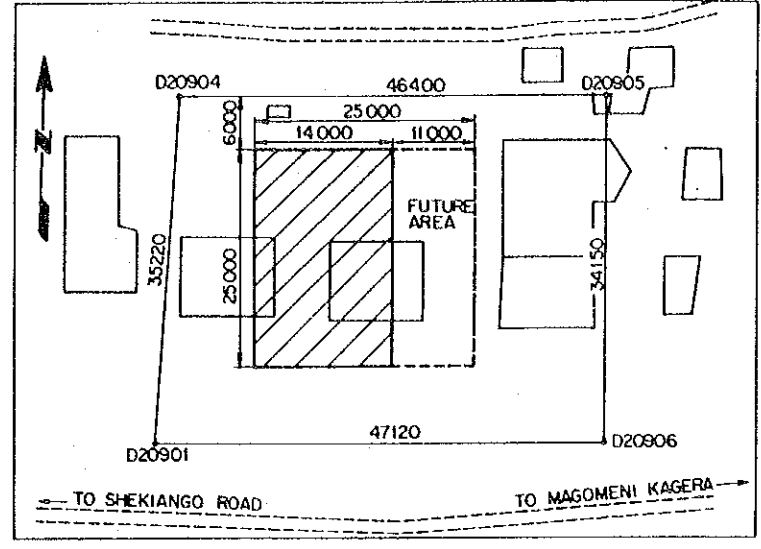 D20904
46400
D20905
25000
6000
14000
11000
N
FUTURE
AREA
35220
25000
34150
D20901
47120
D20906
TO SHEKIANGO ROAD
TO MAGOMENI KAGERA